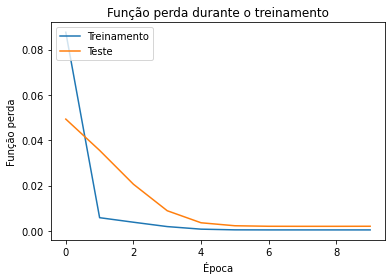 Função perda durante o treinamento
Treinamento
Teste
Função perda
0.08
0.06
0.04
0.02
0.00
0 2 4 6 8
Época